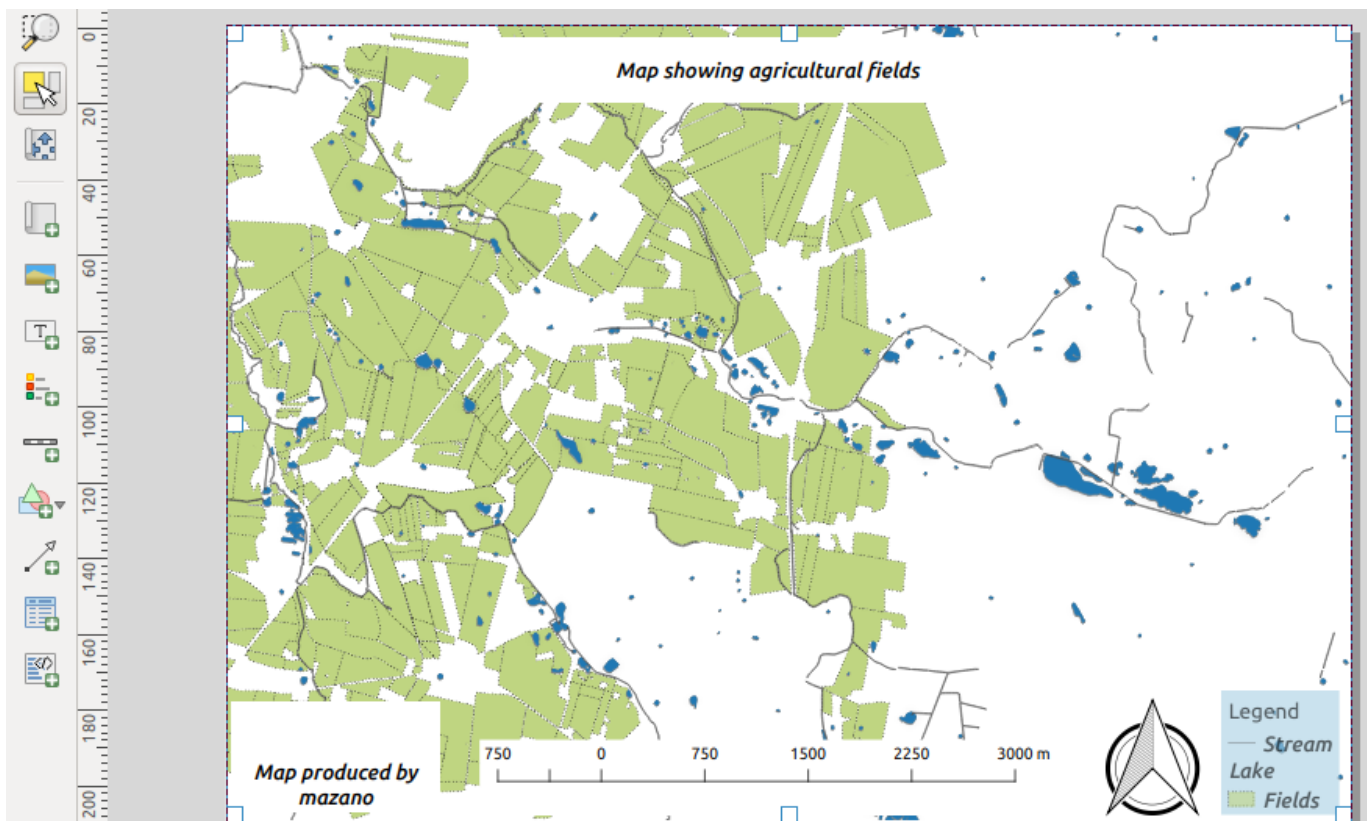 0
20
40
60
80
100
120
140
160
180
200
Map showing agricultural fields
Map produced by
mazano
750 0 750 1500 2250 3000 m
Legend
Stream
Lake
Fields
T